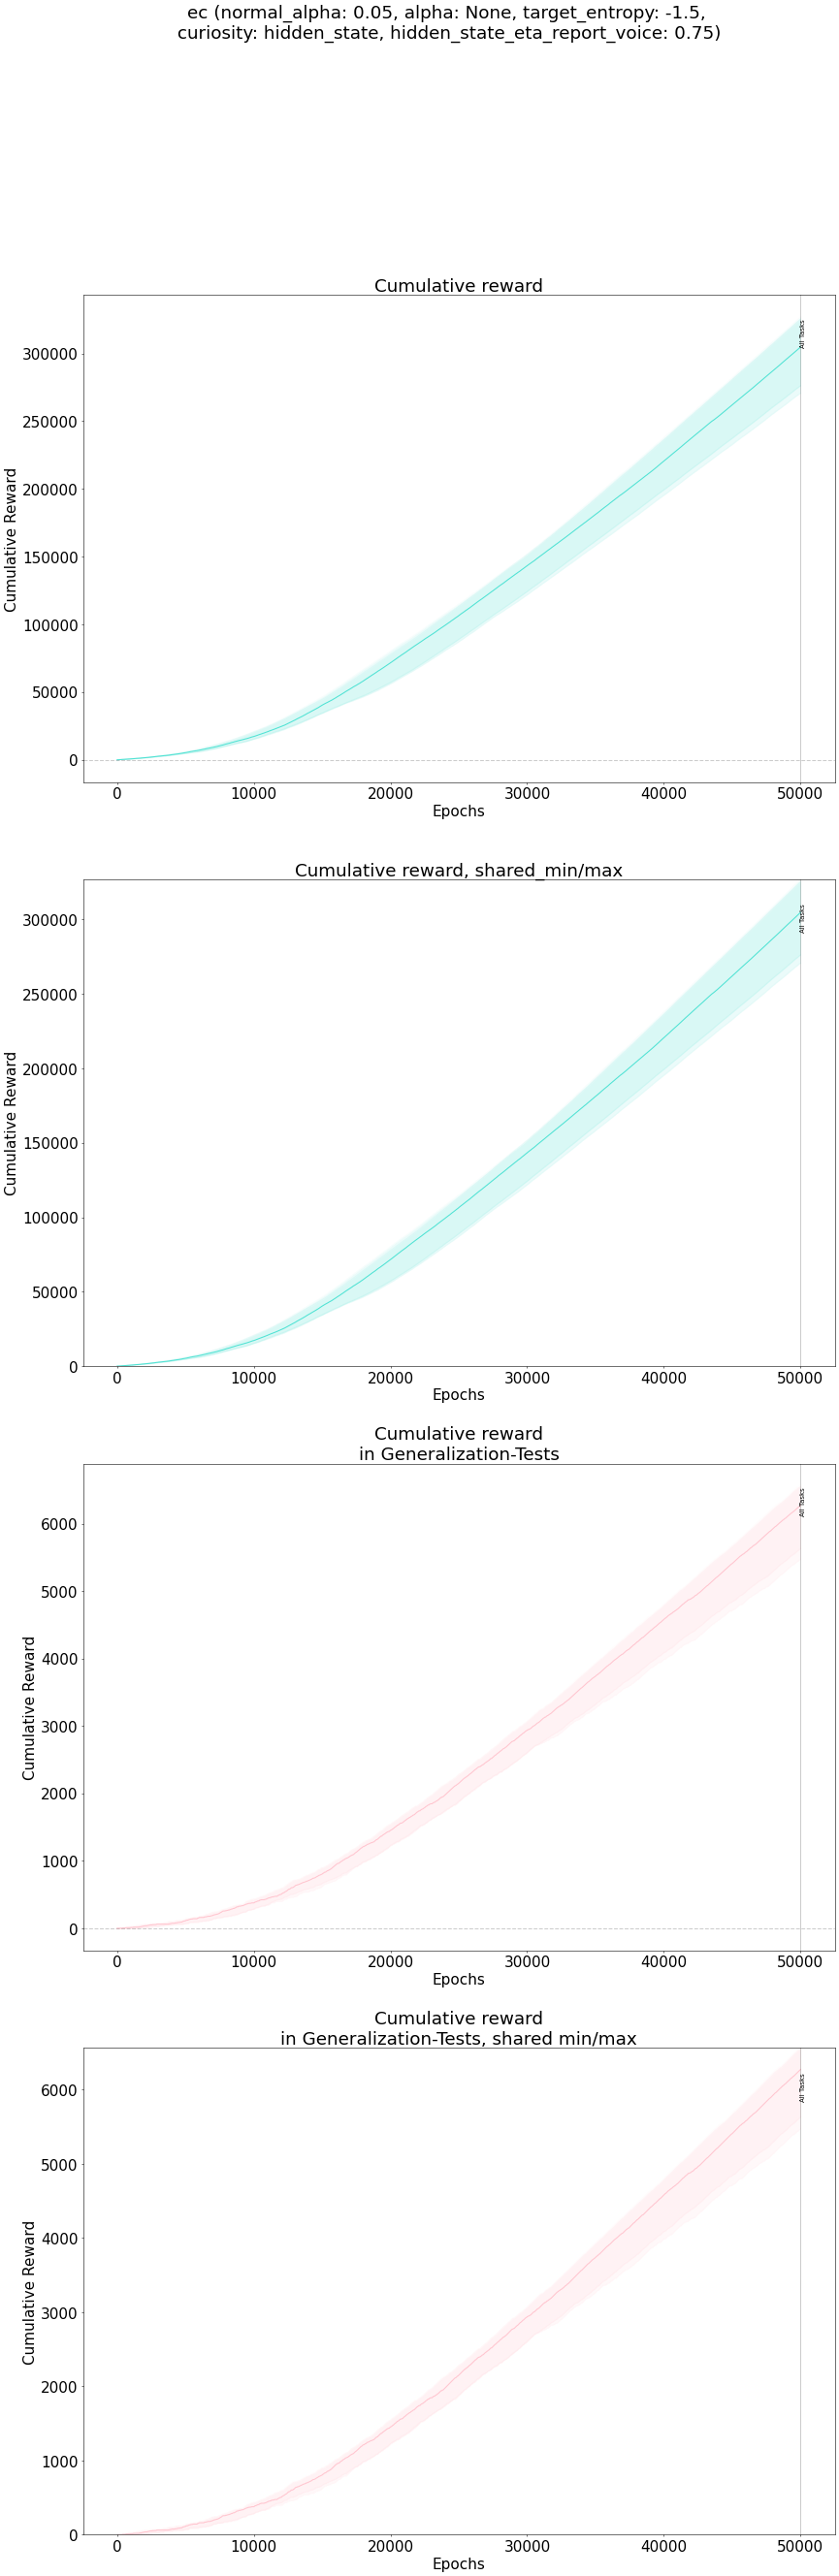 ec (normal_alpha: 0.05, alpha: None, target_entropy: -1.5,
curiosity: hidden_state, hidden_state_eta_report_voice: 0.75)
Cumulative reward
300000
250000
200000
150000
100000
50000
0
Cumulative Reward
All Tasks
0 10000 20000 30000 40000 50000
Epochs
Cumulative reward, shared_min/max
300000
250000
200000
150000
100000
50000
0
Cumulative Reward
All Tasks
0 10000 20000 30000 40000 50000
Epochs
Cumulative reward
in Generalization-Tests
6000
5000
4000
3000
2000
1000
0
Cumulative Reward
All Tasks
0 10000 20000 30000 40000 50000
Epochs
Cumulative reward
in Generalization-Tests, shared min/max
6000
5000
4000
3000
2000
1000
0
Cumulative Reward
All Tasks
0 10000 20000 30000 40000 50000
Epochs